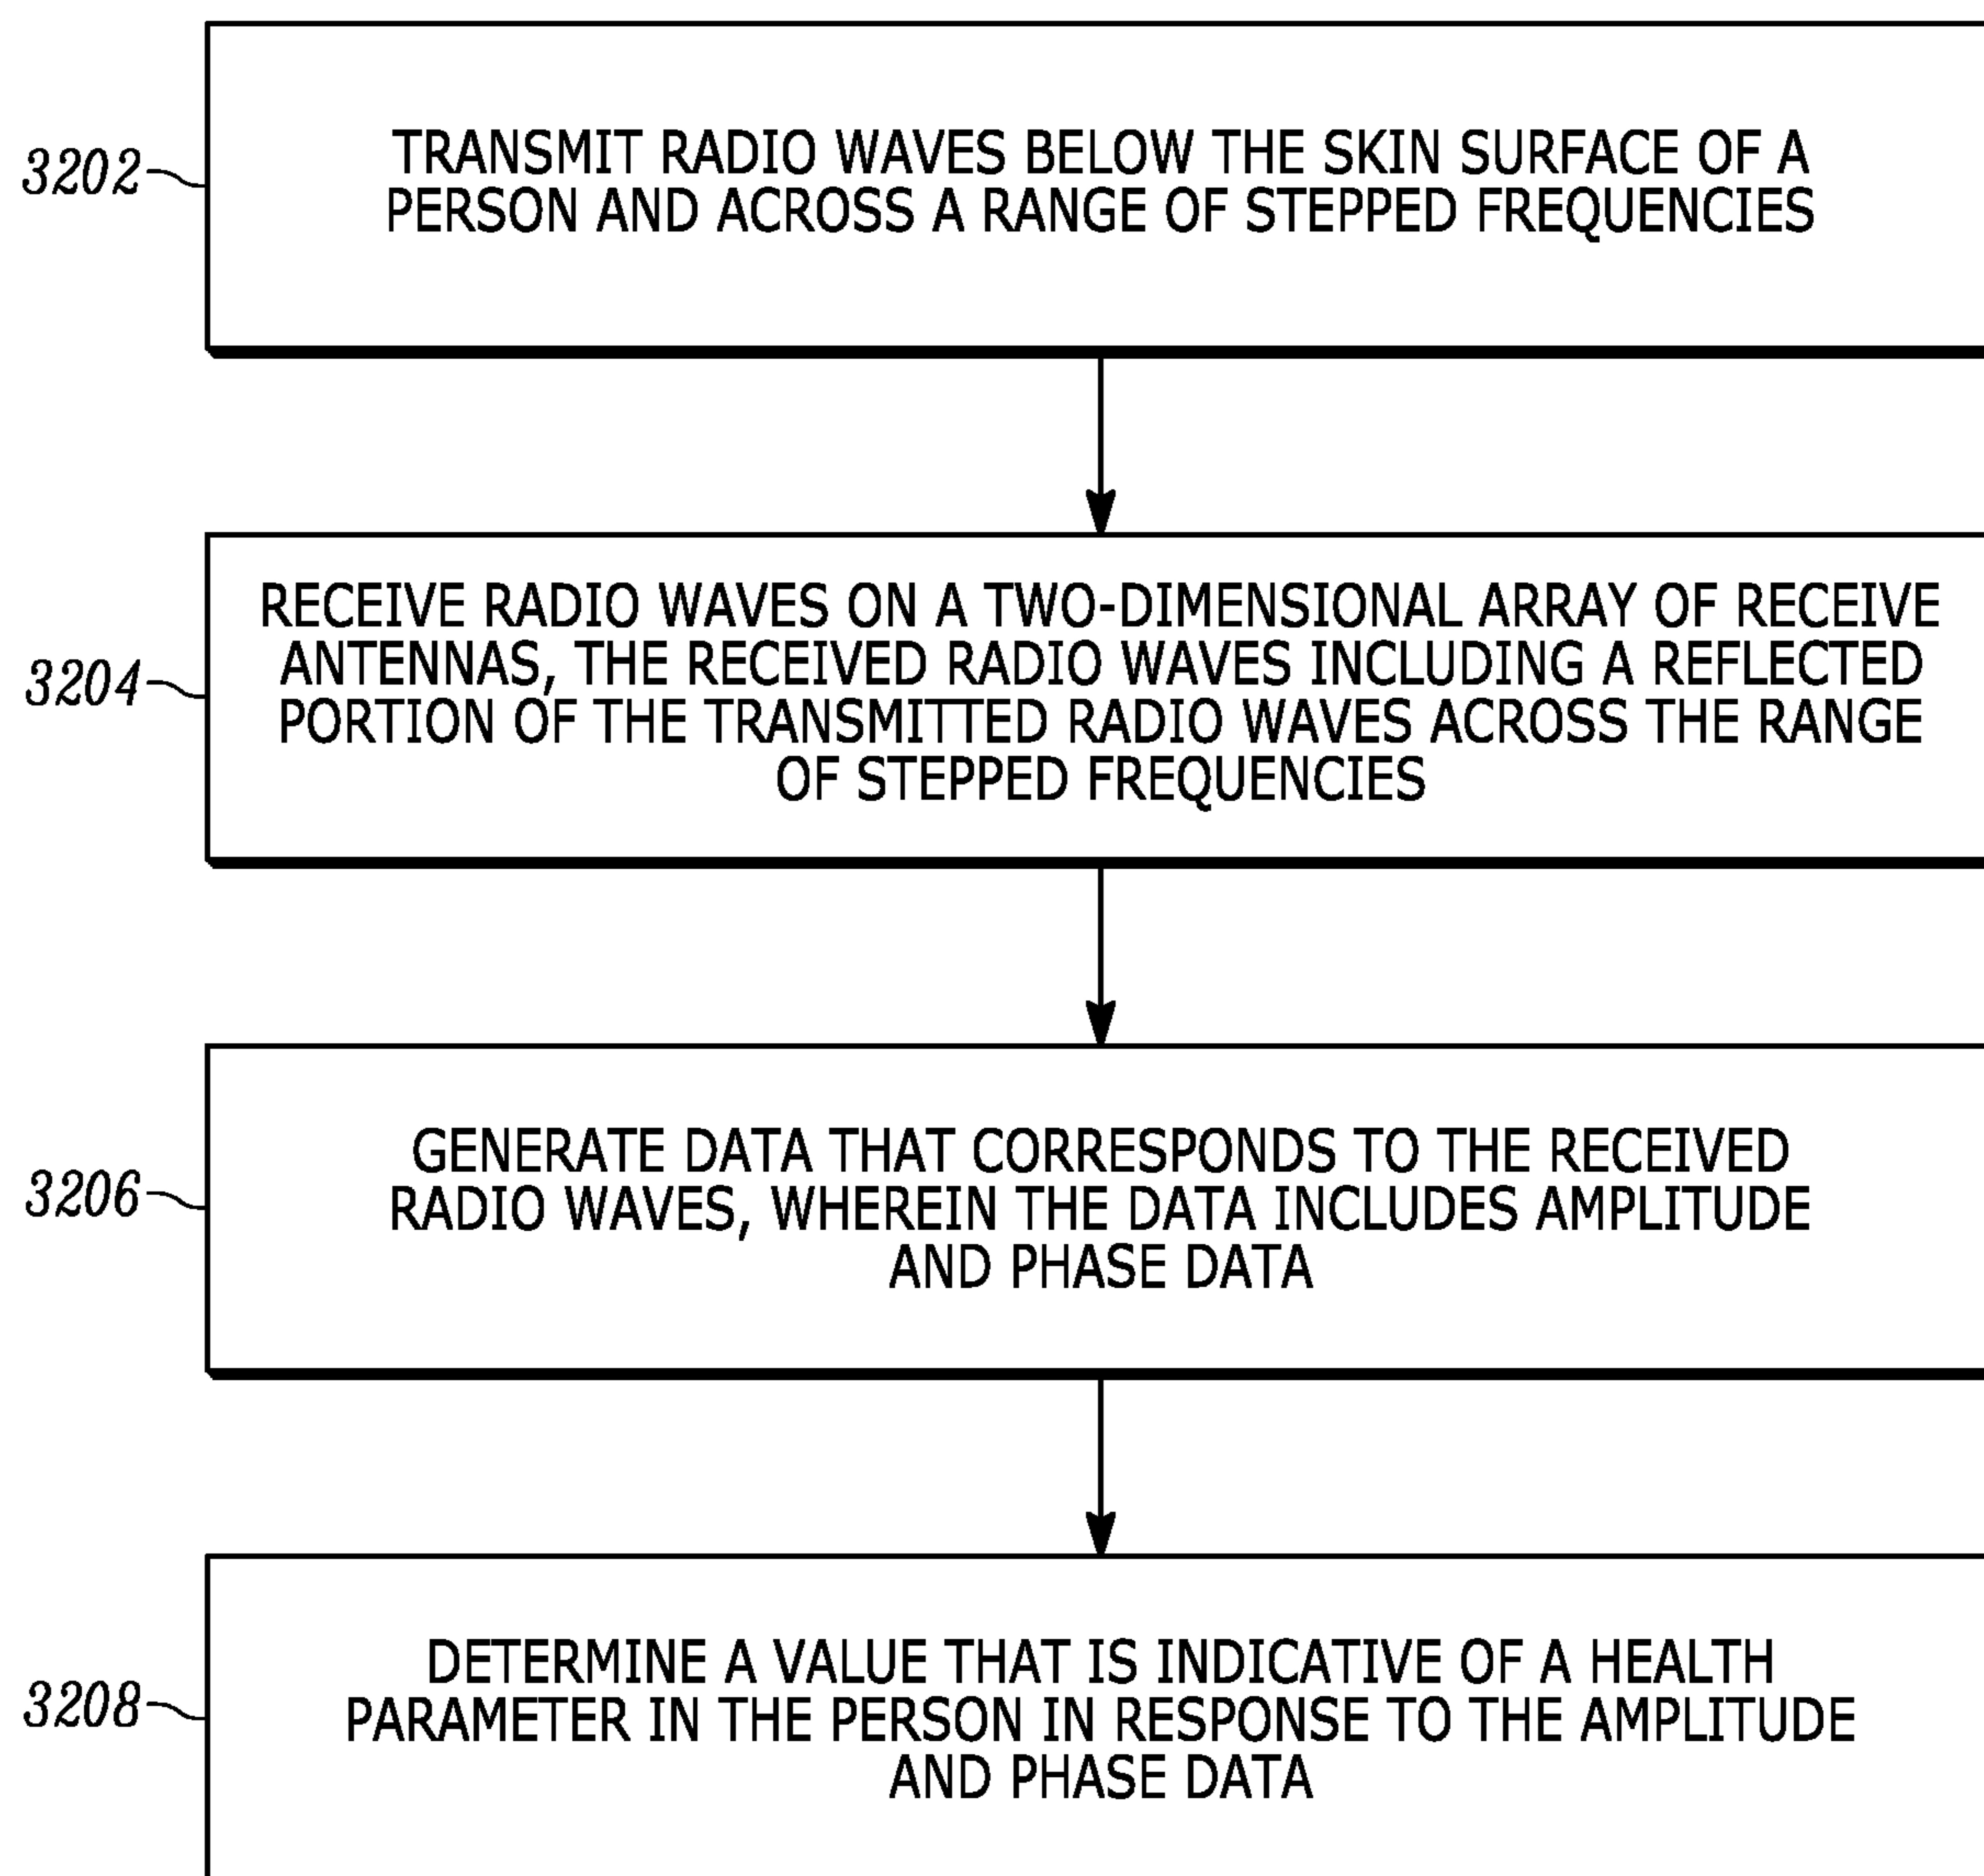 3202
TRANSMIT RADIO WAVES BELOW THE SKIN SURFACE OF A
PERSON AND ACROSS A RANGE OF STEPPED FREQUENCIES
3204
RECEIVE RADIO WAVES ON A TWO-DIMENSIONAL ARRAY OF RECEIVE
ANTENNAS, THE RECEIVED RADIO WAVES INCLUDING A REFLECTED
PORTION OF THE TRANSMITTED RADIO WAVES ACROSS THE RANGE
OF STEPPED FREQUENCIES
3206
GENERATE DATA THAT CORRESPONDS TO THE RECEIVED
RADIO WAVES, WHEREIN THE DATA INCLUDES AMPLITUDE
AND PHASE DATA
3208
DETERMINE A VALUE THAT IS INDICATIVE OF A HEALTH
PARAMETER IN THE PERSON IN RESPONSE TO THE AMPLITUDE
AND PHASE DATA